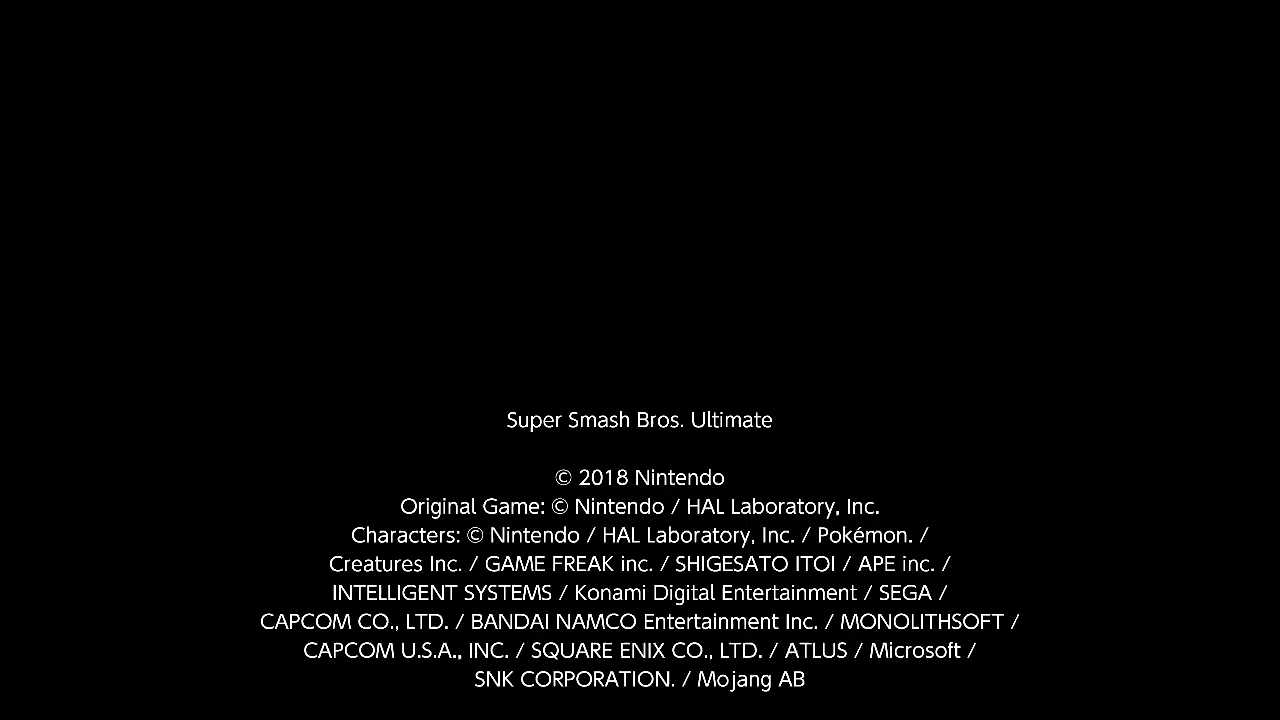 Super Smash Bros. Ultimate
© 2018 Nintendo
Original Game: © Nintendo / HAL Laboratory, Inc.
Characters: © Nintendo / HAL Laboratory, Inc. / Pokémon. /
Creatures Inc. / GAME FREAK inc. / SHIGESATO ITOI / APE inc. /
INTELLIGENT SYSTEMS / Konami Digital Entertainment / SEGA /
CAPCOM CO., LTD. / BANDAI NAMCO Entertainment Inc. / MONOLITHSOFT /
CAPCOM U.S.A., INC. / SQUARE ENIX CO., LTD. / ATLUS / Microsoft /
SNK CORPORATION. / Mojang AB